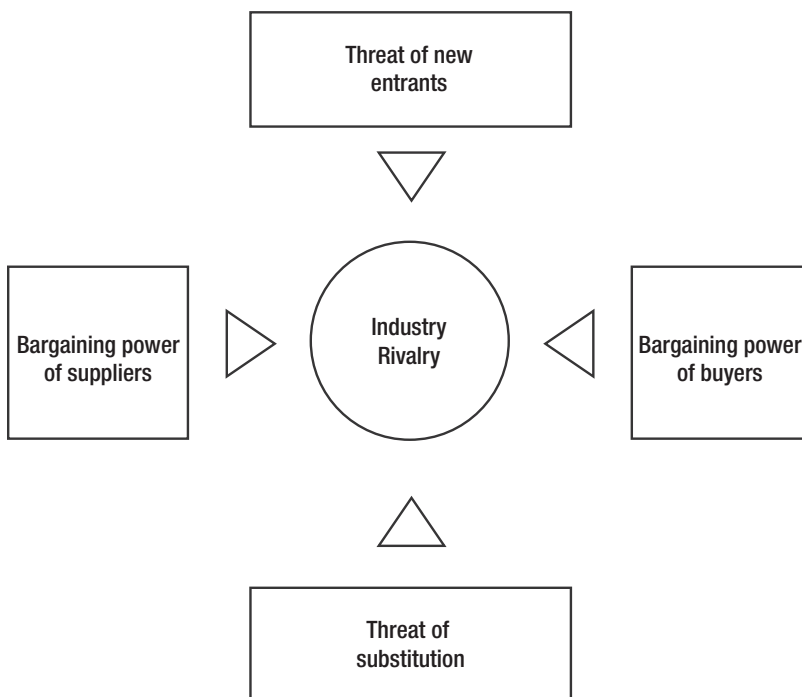 Threat of new
entrants
Bargaining power
of suppliers
Industry
Rivalry
Bargaining power
of buyers
Threat of
substitution